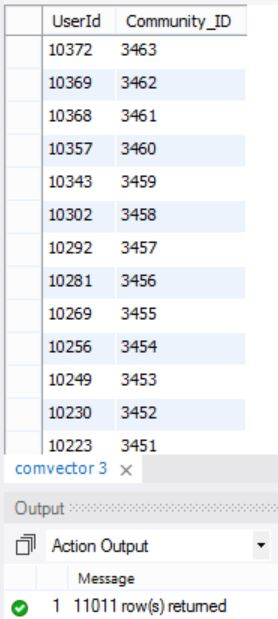 UserId Community_ID
10372 3463
10369 3462
10368 3461
10357 3460
10343 3459
10302 3458
10292 3457
10281 3456
10269 3455
10256 3454
10249 3453
10230 3452
10223 3451
comvector 3 ×
Output
Action Output
Message
1 11011 row(s) returned